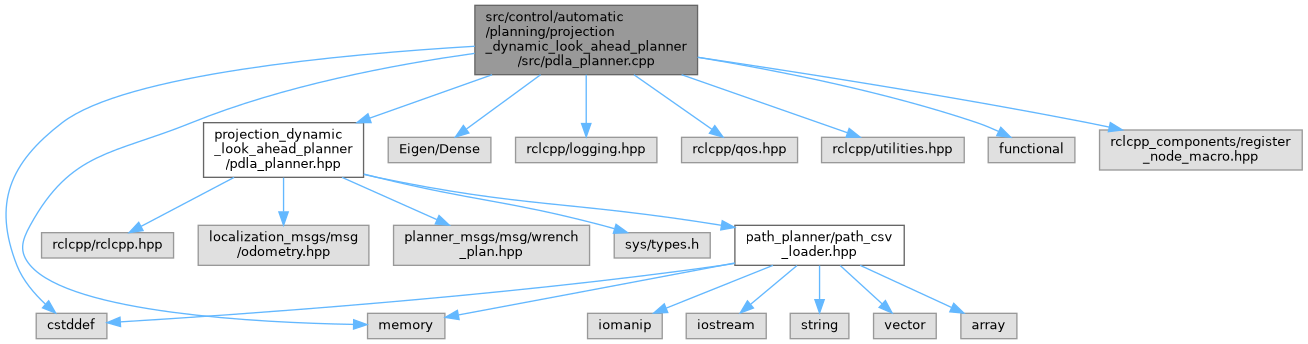 src/control/automatic
/planning/projection
_dynamic_look_ahead_planner
/src/pdla_planner.cpp
projection_dynamic
_look_ahead_planner
/pdla_planner.hpp
Eigen/Dense
rclcpp/logging.hpp
rclcpp/qos.hpp
rclcpp/utilities.hpp
functional
rclcpp_components/register
_node_macro.hpp
rclcpp/rclcpp.hpp
localization_msgs/msg
/odometry.hpp
planner_msgs/msg/wrench
_plan.hpp
sys/types.h
path_planner/path_csv
_loader.hpp
cstddef
memory
iomanip
iostream
string
vector
array